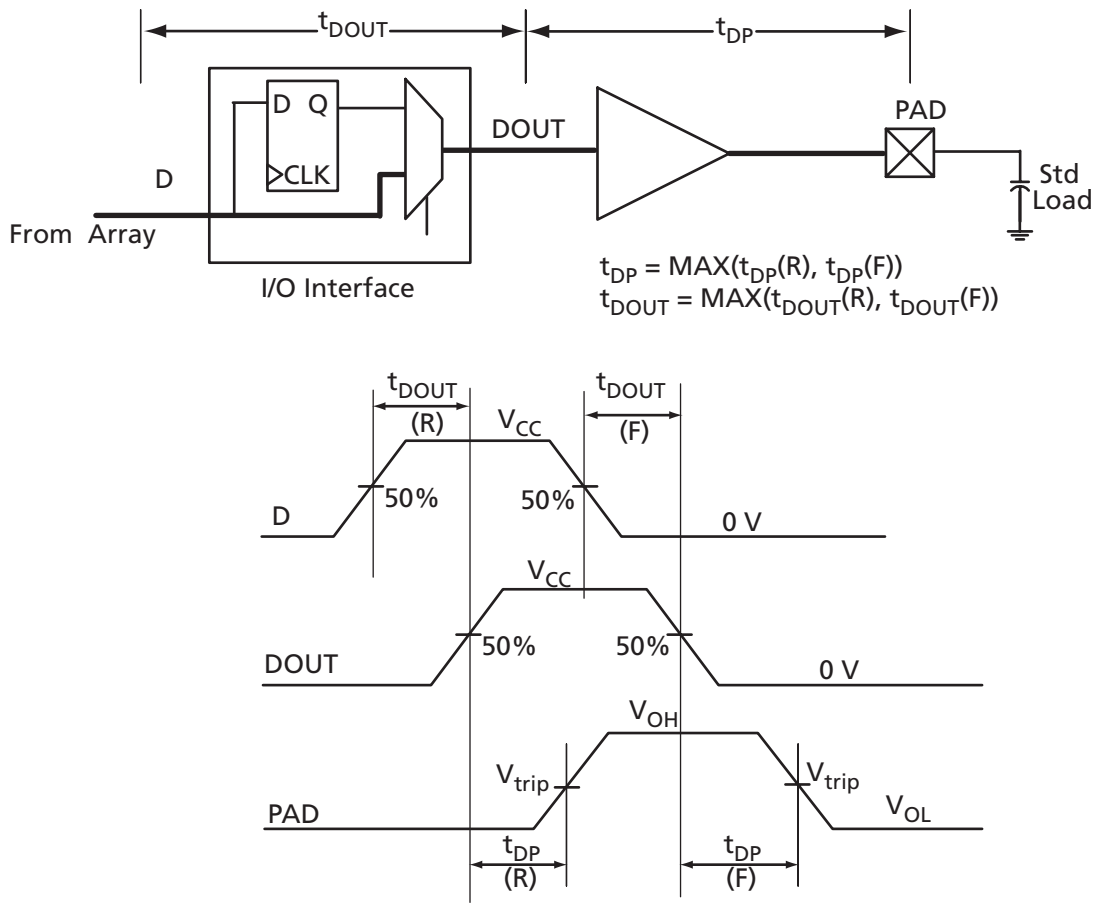 tDOUT
tDP
PAD
D Q
DOUT
CLK
D
Std
Load
From Array
I/O Interface
tDP = MAX(tDP(R), tDP(F))
tDOUT = MAX(tDOUT(R), tDOUT(F))
tDOUT
(R)
tDOUT
(F)
VCC
50%
50%
D
0 V
VCC
50%
50%
DOUT
0 V
VOH
Vtrip
Vtrip
PAD
VOL
tDP
(R)
tDP
(F)